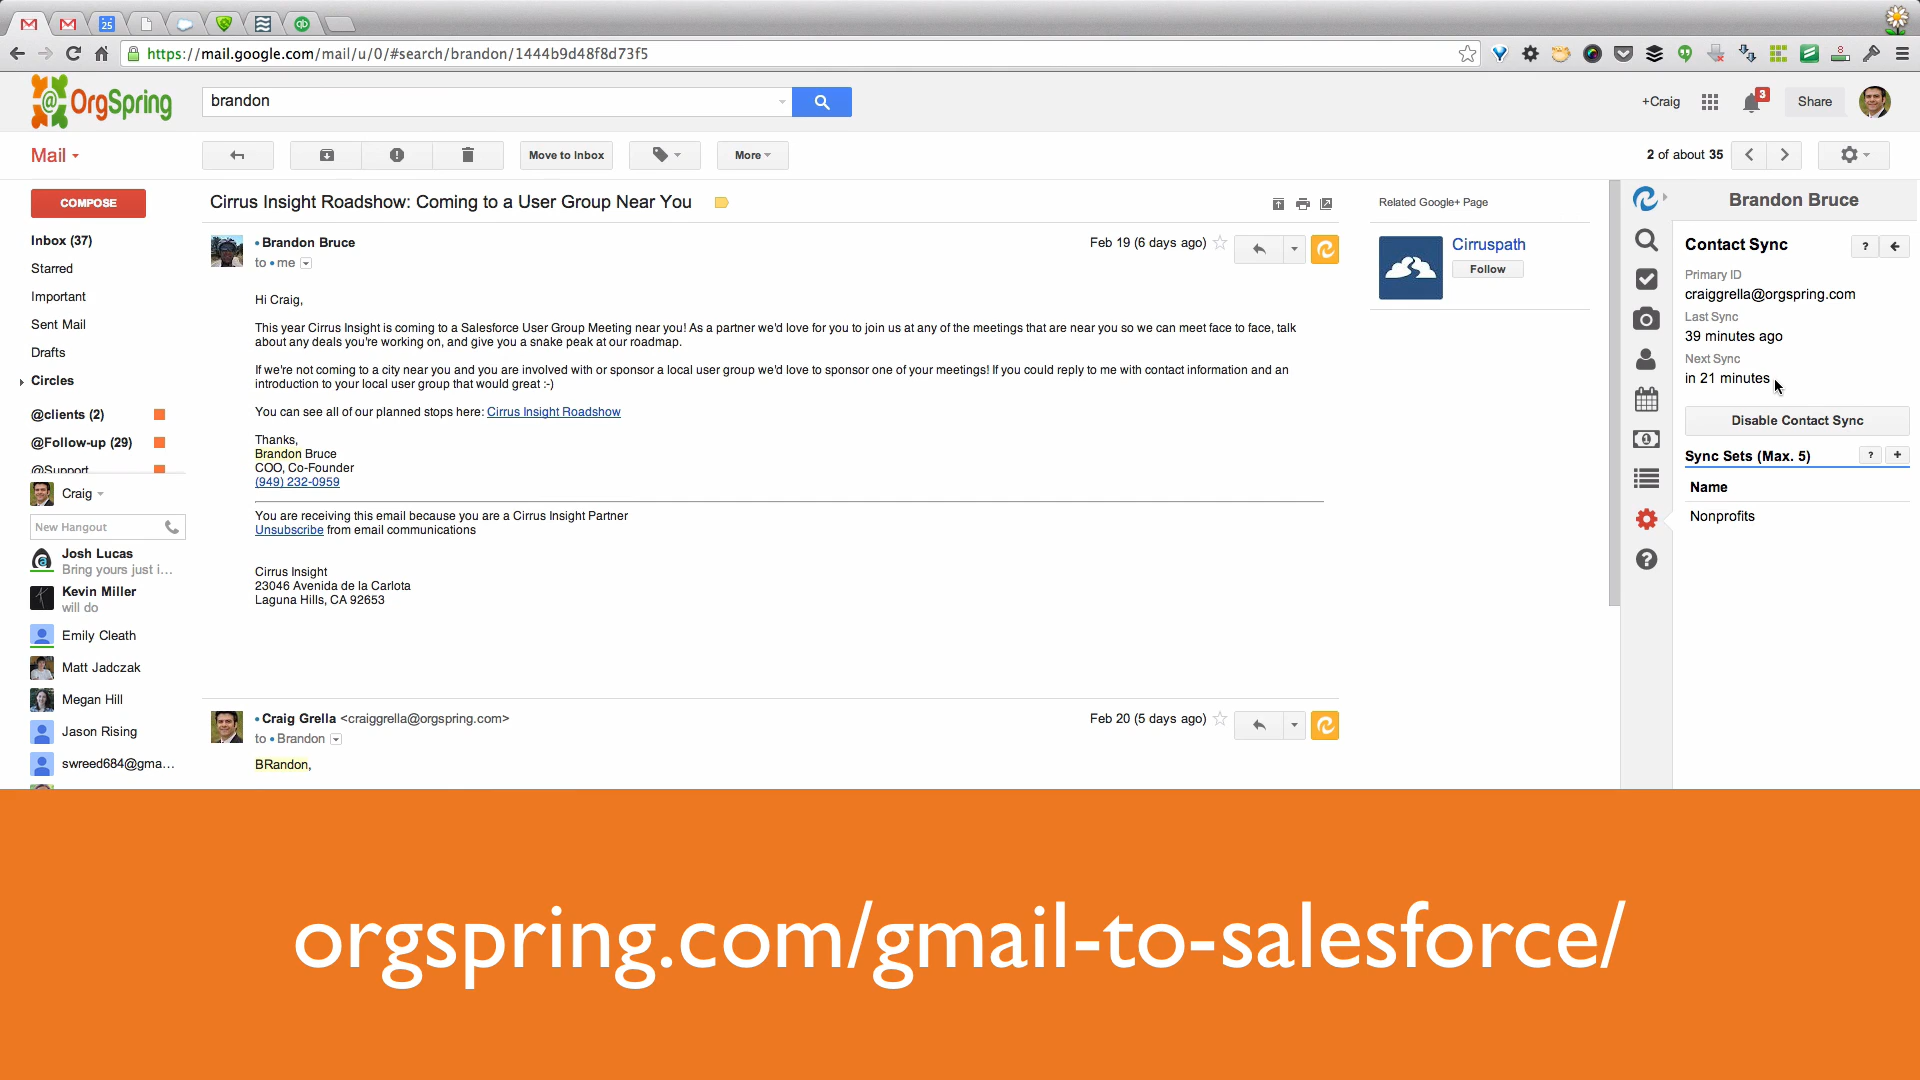 25
https://mail.google.com/mail/u/0/#search/brandon/1444b9d48f8d73f5
8
OrgSpring
brandon
+Craig
3
Share
Mail
Move to Inbox
More
2 of about 35
COMPOSE
Inbox (37)
Starred
Important
Sent Mail
Drafts
Circles
@clients (2)
@Follow-up (29)
@Support
Craig
New Hangout
Josh Lucas
Bring yours just i...
Kevin Miller
will do
Emily Cleath
Matt Jadczak
Megan Hill
Jason Rising
swreed684@gma...
Cirrus Insight Roadshow: Coming to a User Group Near You
Brandon Bruce
to me
Feb 19 (6 days ago)
Hi Craig,
This year Cirrus Insight is coming to a Salesforce User Group Meeting near you! As a partner we'd love for you to join us at any of the meetings that are near you so we can meet face to face, talk
about any deals you're working on, and give you a snake peak at our roadmap.
If we're not coming to a city near you and you are involved with or sponsor a local user group we'd love to sponsor one of your meetings! If you could reply to me with contact information and an
introduction to your local user group that would great :-)
You can see all of our planned stops here: Cirrus Insight Roadshow
Thanks,
Brandon Bruce
COO, Co-Founder
(949) 232-0959
You are receiving this email because you are a Cirrus Insight Partner
Unsubscribe from email communications
Cirrus Insight
23046 Avenida de la Carlota
Laguna Hills, CA 92653
Craig Grella <craiggrella@orgspring.com>
to Brandon
Feb 20 (5 days ago)
BRandon,
Related Google+ Page
Cirruspath
Follow
Brandon Bruce
Contact Sync
?
Primary ID
craiggrella@orgspring.com
Last Sync
39 minutes ago
Next Sync
in 21 minutes
Disable Contact Sync
Sync Sets (Max. 5)
? +
Name
Nonprofits
orgspring.com/gmail-to-salesforce/